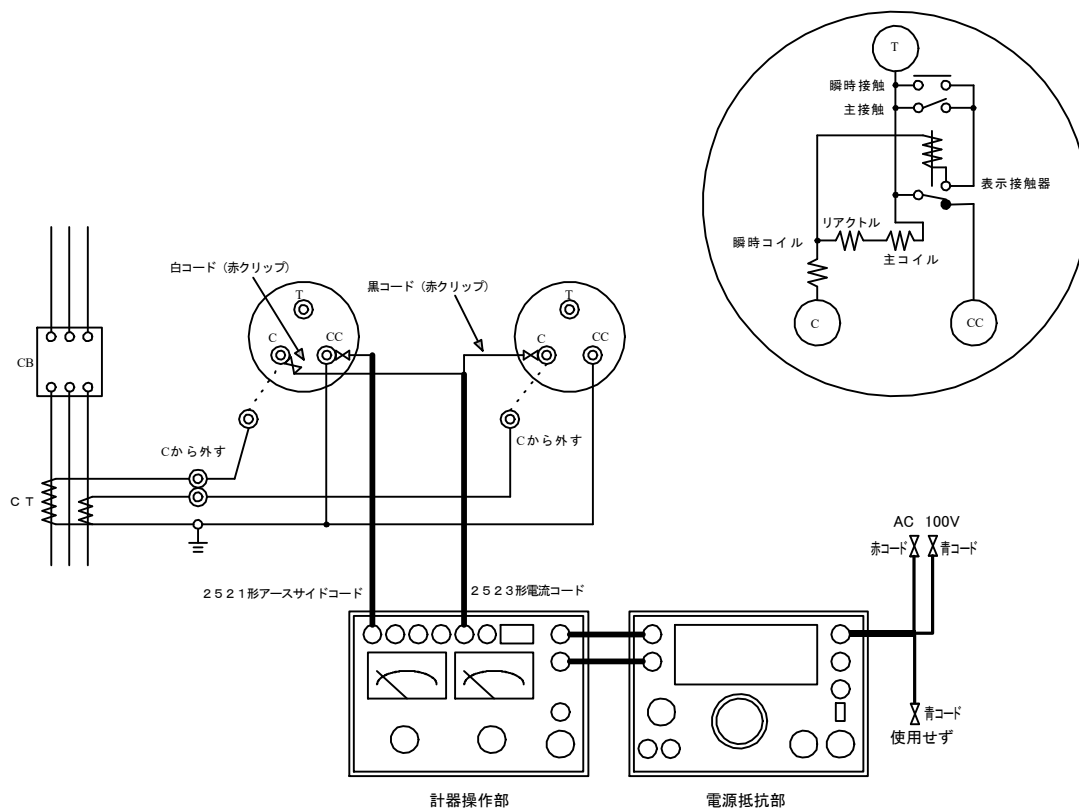 T
瞬時接触
主接触
表示接触器
リアクトル
瞬時コイル
主コイル
C
CC
白コード（赤クリップ）
黒コード（赤クリップ）
T
C
CC
T
C
CC
CB
Cから外す
Cから外す
ＣＴ
AC 100V
赤コード
青コード
２５２１形アースサイドコード
２５２３形電流コード
青コード
使用せず
計器操作部
電源抵抗部